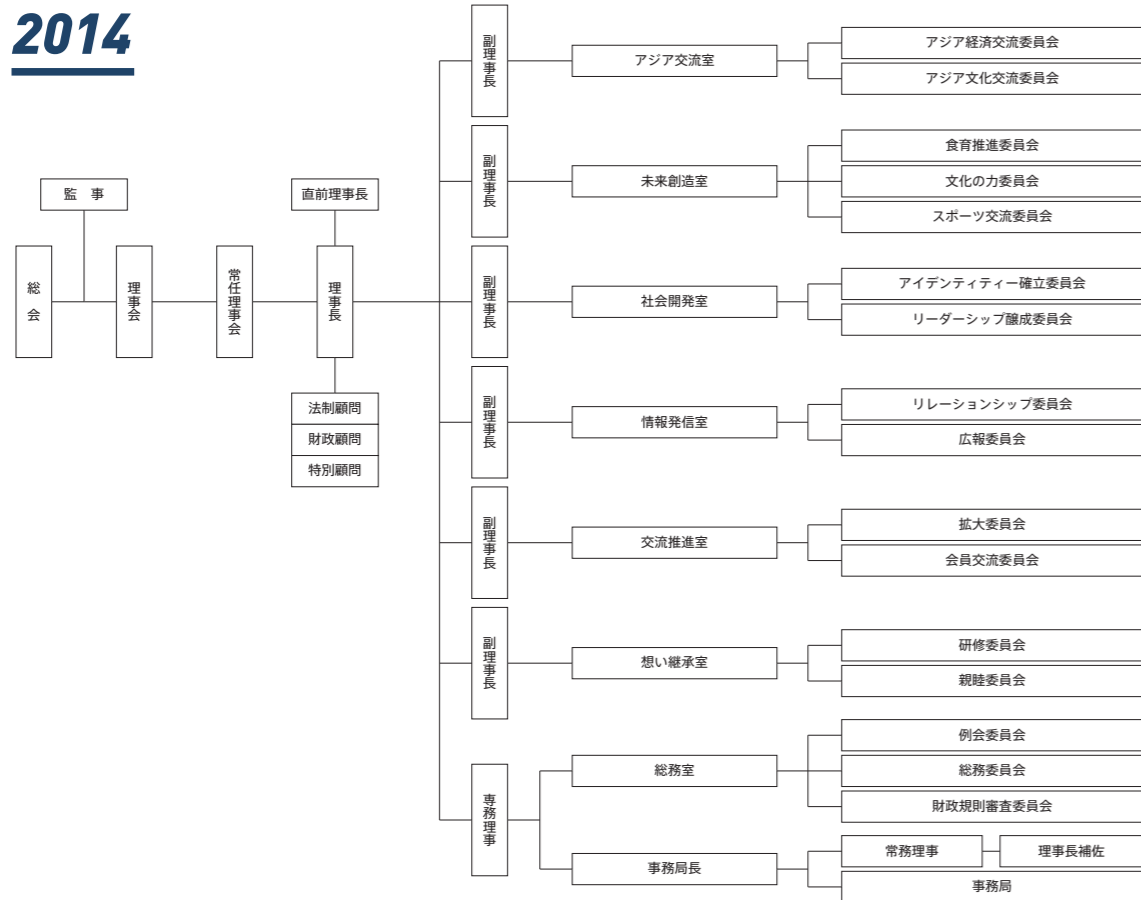 2014
監 事
総会
理事会
常任理事会
直前理事長
理事長
法制顧問
財政顧問
特別顧問
副理事長
アジア交流室
アジア経済交流委員会
アジア文化交流委員会
副理事長
未来創造室
食育推進委員会
文化の力委員会
スポーツ交流委員会
副理事長
社会開発室
アイデンティティー確立委員会
リーダーシップ醸成委員会
副理事長
情報発信室
リレーションシップ委員会
広報委員会
副理事長
交流推進室
拡大委員会
会員交流委員会
副理事長
想い継承室
研修委員会
親睦委員会
専務理事
総務室
例会委員会
総務委員会
財政規則審査委員会
事務局長
常務理事
理事長補佐
事務局